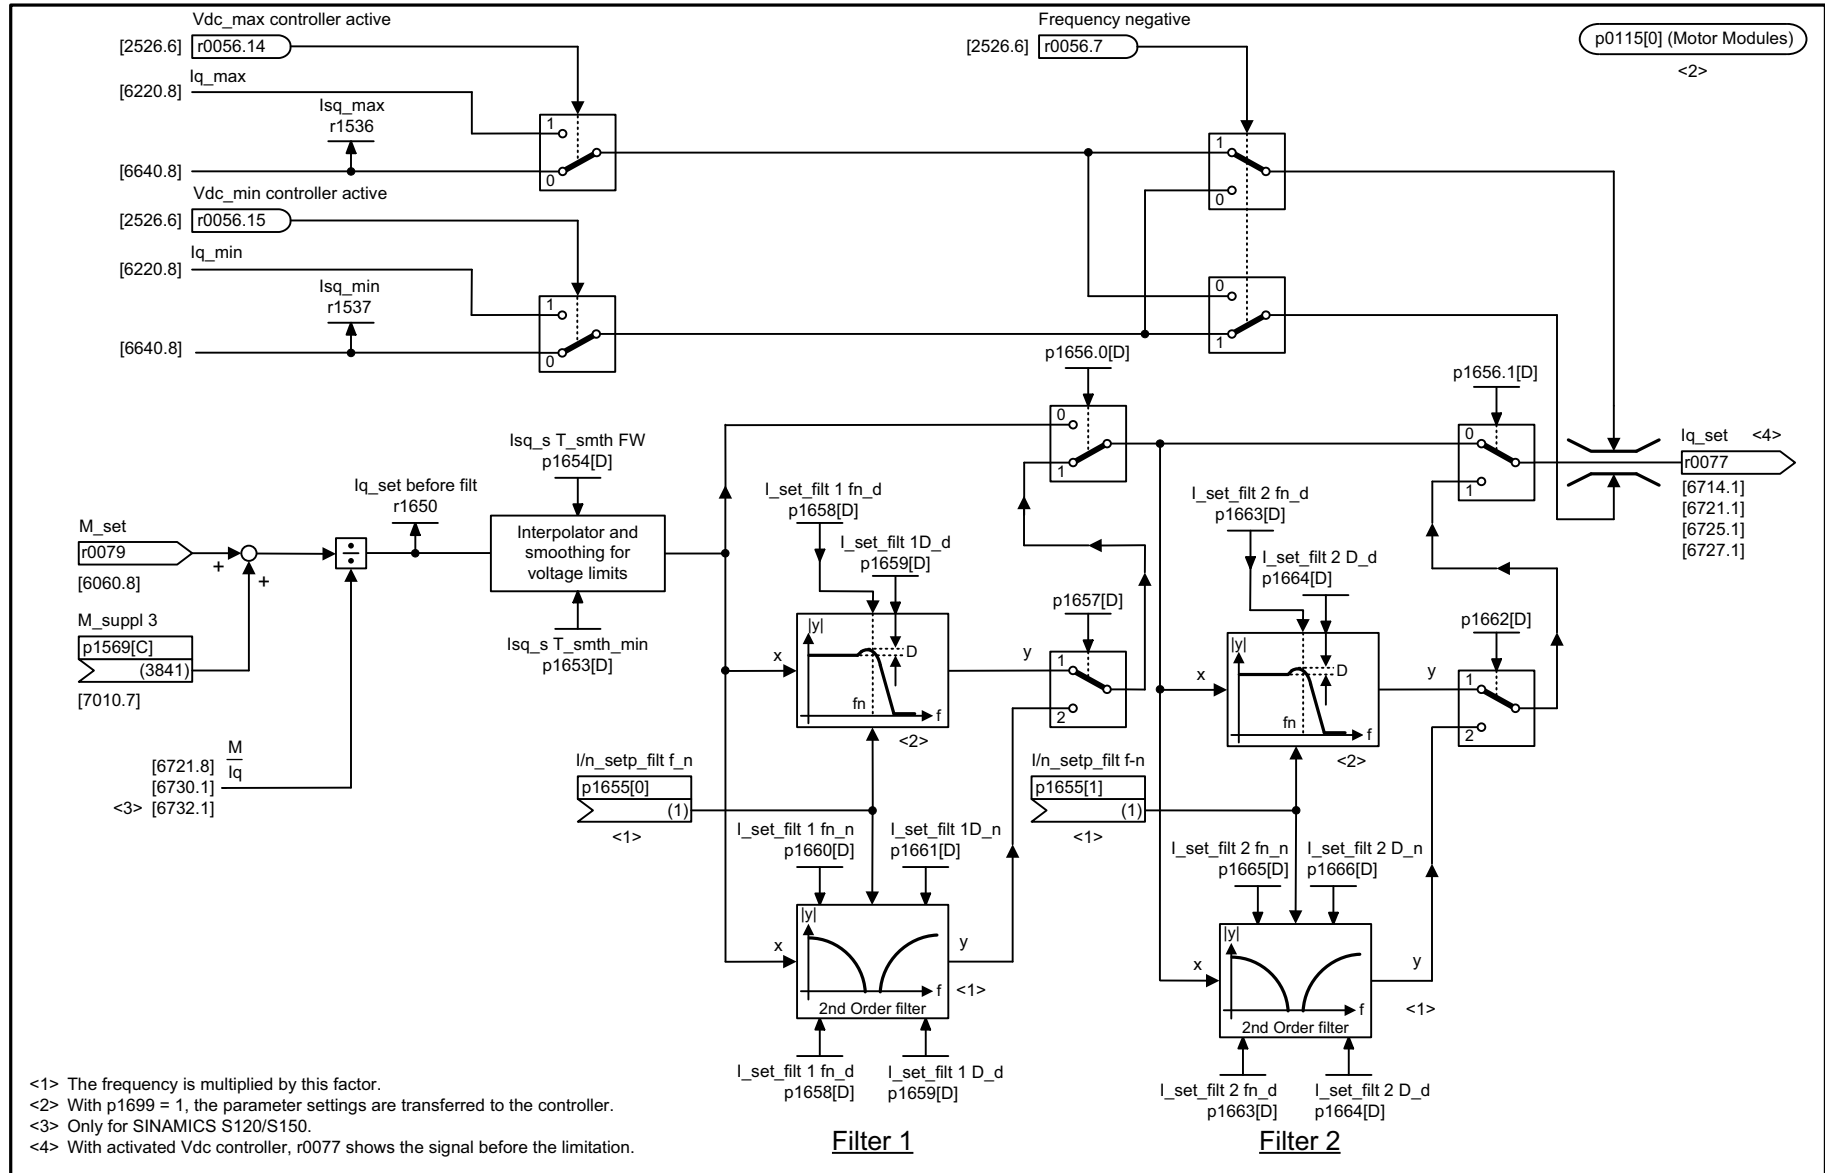 Vdc_max controller active
[2526.6] r0056.14
Iq_max
[6220.8]
Isq_max
r1536
[6640.8]
1
0
Vdc_min controller active
[2526.6] r0056.15
Iq_min
[6220.8]
Isq_min
r1537
[6640.8]
1
0
Frequency negative
[2526.6] r0056.7
1
0
0
1
p0115[0] (Motor Modules)
<2>
M_set
r0079
[6060.8]
+
+
M_suppl 3
p1569[C]
(3841)
[7010.7]
÷
[6721.8]
[6730.1]
<3> [6732.1]
M
Iq
Iq_set before filt
r1650
Isq_s T_smth FW
p1654[D]
Interpolator and
smoothing for
voltage limits
Isq_s T_smth_min
p1653[D]
I_set_filt 1 fn_d
p1658[D]
I_set_filt 1D_d
p1659[D]
x
|y|
D
fn
f
y
<2>
I/n_setp_filt f_n
p1655[0]
(1)
<1>
I_set_filt 1 fn_n
p1660[D]
I_set_filt 1D_n
p1661[D]
x
|y|
f
2nd Order filter
y
<1>
I_set_filt 1 fn_d
p1658[D]
I_set_filt 1 D_d
p1659[D]
p1656.0[D]
0
1
p1657[D]
1
2
I_set_filt 2 fn_d
p1663[D]
I_set_filt 2 D_d
p1664[D]
x
|y|
D
fn
f
y
<2>
I/n_setp_filt f-n
p1655[1]
(1)
<1>
I_set_filt 2 fn_n
p1665[D]
I_set_filt 2 D_n
p1666[D]
x
|y|
f
2nd Order filter
y
<1>
I_set_filt 2 fn_d
p1663[D]
I_set_filt 2 D_d
p1664[D]
p1656.1[D]
0
1
p1662[D]
1
2
Iq_set <4>
r0077
[6714.1]
[6721.1]
[6725.1]
[6727.1]
<1> The frequency is multiplied by this factor.
<2> With p1699 = 1, the parameter settings are transferred to the controller.
<3> Only for SINAMICS S120/S150.
<4> With activated Vdc controller, r0077 shows the signal before the limitation.
Filter 1
Filter 2